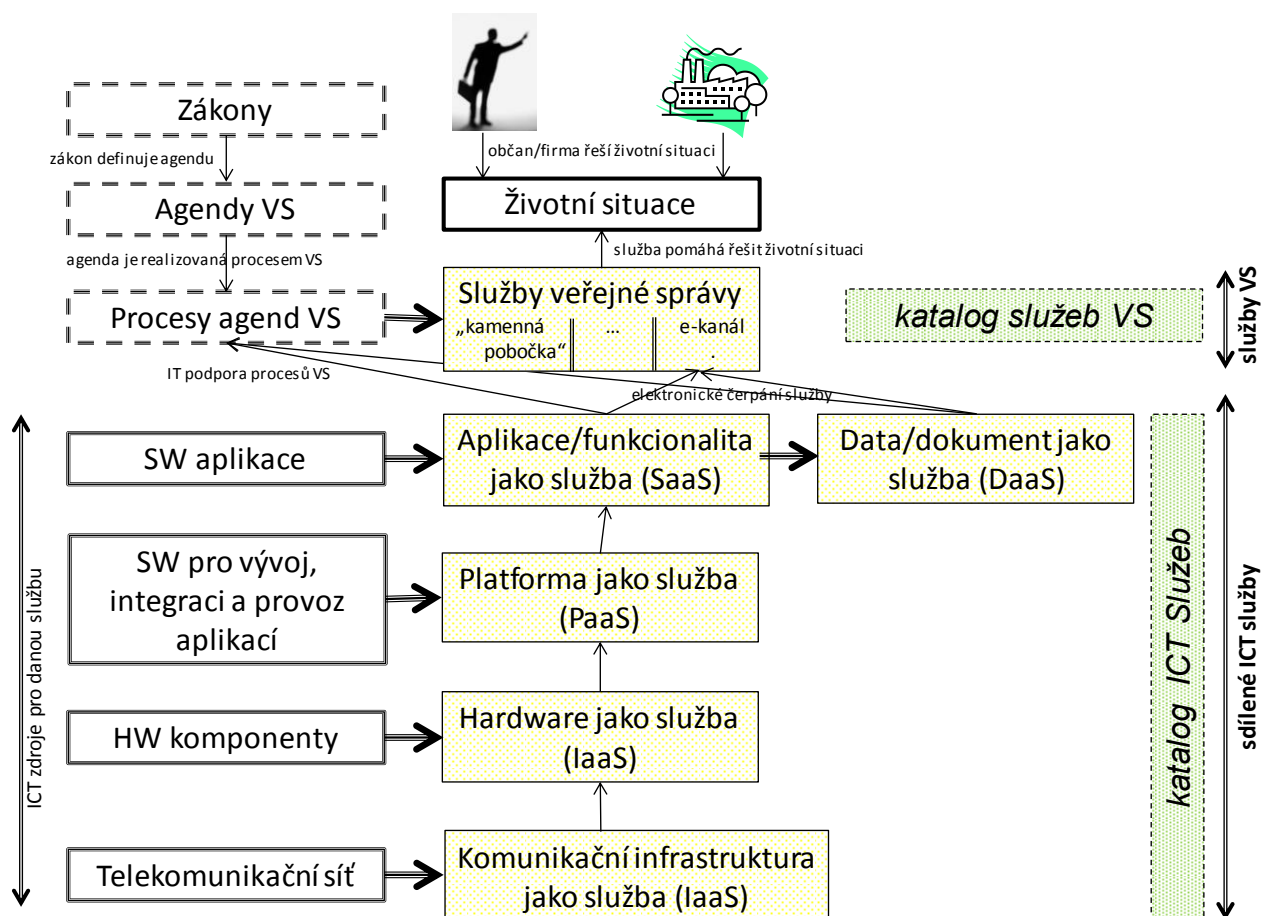 Zákony
zákon definuje agendu
občan/firma řeší životní situaci
Agendy VS
Životní situace
agenda je realizovaná procesem VS
služba pomáhá řešit životní situaci
Procesy agend VS
Služby veřejné správy
„kamenná
pobočka“
...
e-kanál
.
katalog služeb VS
služby VS
IT podpora procesů VS
elektronické čerpání služby
SW aplikace
Aplikace/funkcionalita
jako služba (SaaS)
Data/dokument jako
služba (DaaS)
SW pro vývoj,
integraci a provoz
aplikací
Platforma jako služba
(PaaS)
HW komponenty
Hardware jako služba
(IaaS)
Telekomunikační síť
Komunikační infrastruktura
jako služba (IaaS)
ICT zdroje pro danou službu
katalog ICT Služeb
sdílené ICT služby